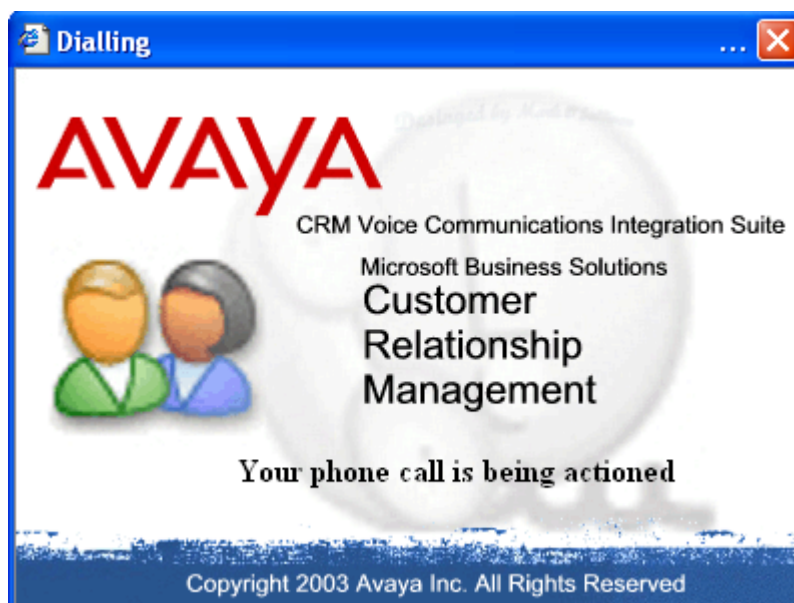 Dialling
...
AVAYA
CRM Voice Communications Integration Suite
Microsoft Business Solutions
Customer
Relationship
Management
Your phone call is being actioned
Copyright 2003 Avaya Inc. All Rights Reserved